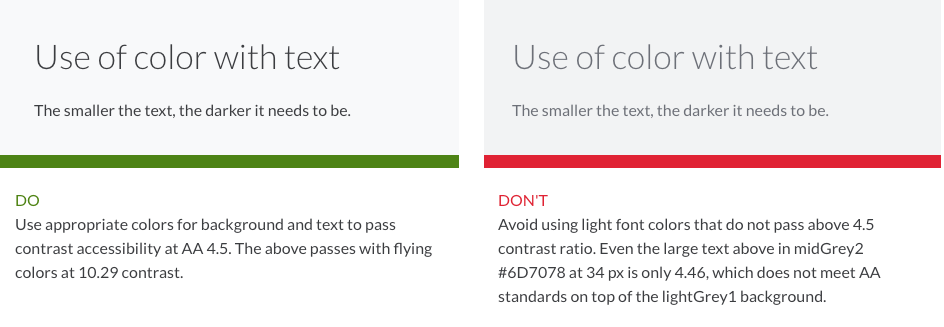 Use of color with text
The smaller the text, the darker it needs to be.
DO
Use appropriate colors for background and text to pass
contrast accessibility at AA 4.5. The above passes with flying
colors at 10.29 contrast.
Use of color with text
The smaller the text, the darker it needs to be.
DON'T
Avoid using light font colors that do not pass above 4.5
contrast ratio. Even the large text above in midGrey2
#6D7078 at 34 px is only 4.46, which does not meet AA
standards on top of the lightGrey1 background.